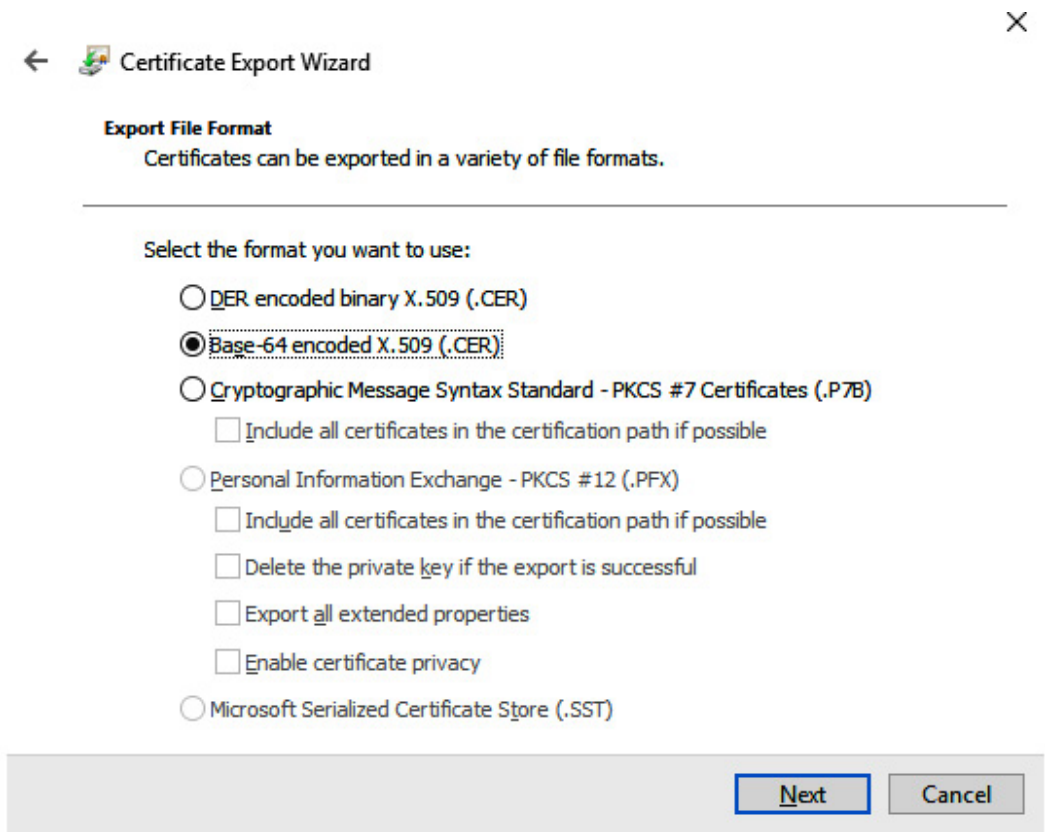 Certificate Export Wizard
Export File Format
Certificates can be exported in a variety of file formats.
Select the format you want to use:
DER encoded binary X.509 (.CER)
Base-64 encoded X.509 (.CER)
Cryptographic Message Syntax Standard - PKCS #7 Certificates (.P7B)
Include all certificates in the certification path if possible
Personal Information Exchange - PKCS #12 (.PFX)
Include all certificates in the certification path if possible
Delete the private key if the export is successful
Export all extended properties
Enable certificate privacy
Microsoft Serialized Certificate Store (.SST)
Next Cancel